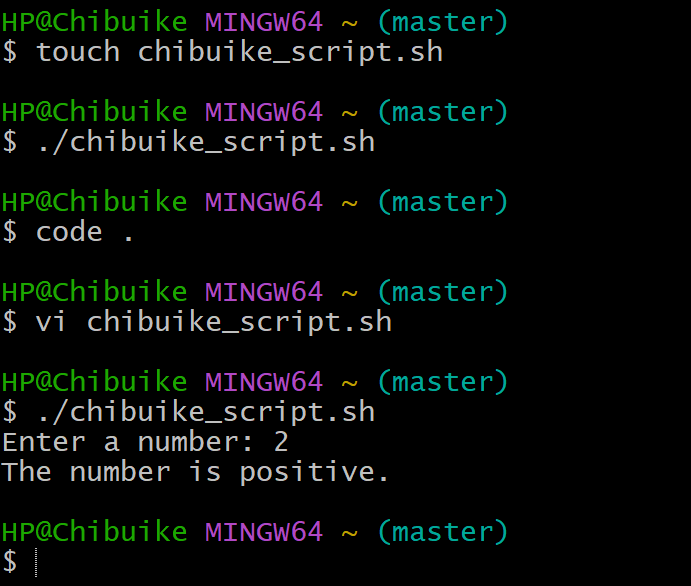 HP@Chibuike MINGW64 ~ (master)
$ touch chibuike_script.sh
HP@Chibuike MINGW64 ~ (master)
$ ./chibuike_script.sh
HP@Chibuike MINGW64 ~ (master)
$ code .
HP@Chibuike MINGW64 ~ (master)
$ vi chibuike_script.sh
HP@Chibuike MINGW64 ~ (master)
$ ./chibuike_script.sh
Enter a number: 2
The number is positive.
HP@Chibuike MINGW64 ~ (master)
$